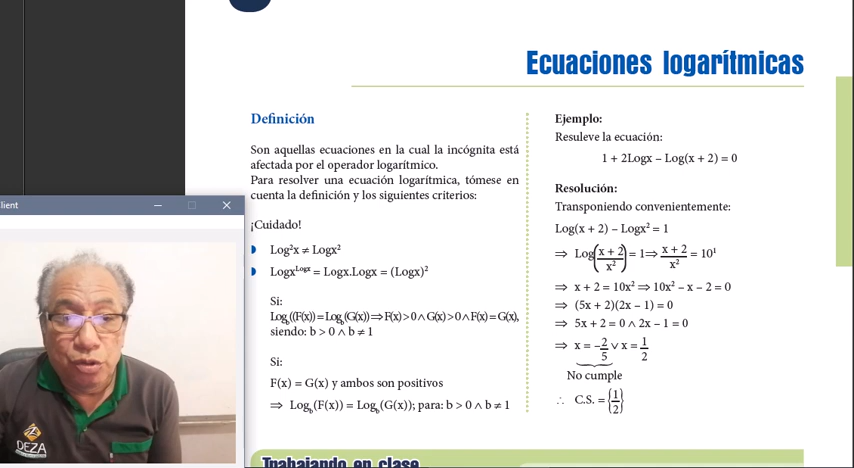 Ecuaciones logarítmicas
Definición
Son aquellas ecuaciones en la cual la incógnita está
afectada por el operador logarítmico.
Para resolver una ecuación logarítmica, tómese en
cuenta la definición y los siguientes criterios:
¡Cuidado!
Log²x ≠ Logx²
Logx^Logx = Logx.Logx = (Logx)²
Si:
Log_b((F(x)) = Log_b(G(x)) ⇒ F(x) > 0 ∧ G(x) > 0 ∧ F(x) = G(x),
siendo: b > 0 ∧ b ≠ 1
Si:
F(x) = G(x) y ambos son positivos
⇒ Log_b(F(x)) = Log_b(G(x)); para: b > 0 ∧ b ≠ 1
Ejemplo:
Resuleve la ecuación:
1 + 2Logx – Log(x + 2) = 0
Resolución:
Transponiendo convenientemente:
Log(x + 2) – Logx² = 1
⇒ Log((x + 2)/x²) = 1 ⇒ (x + 2)/x² = 10¹
⇒ x + 2 = 10x² ⇒ 10x² – x – 2 = 0
⇒ (5x + 2)(2x – 1) = 0
⇒ 5x + 2 = 0 ∧ 2x – 1 = 0
⇒ x = –2/5 ∨ x = 1/2
No cumple
∴ C.S. = {1/2}
Trabajando en clase
lient
DEZA